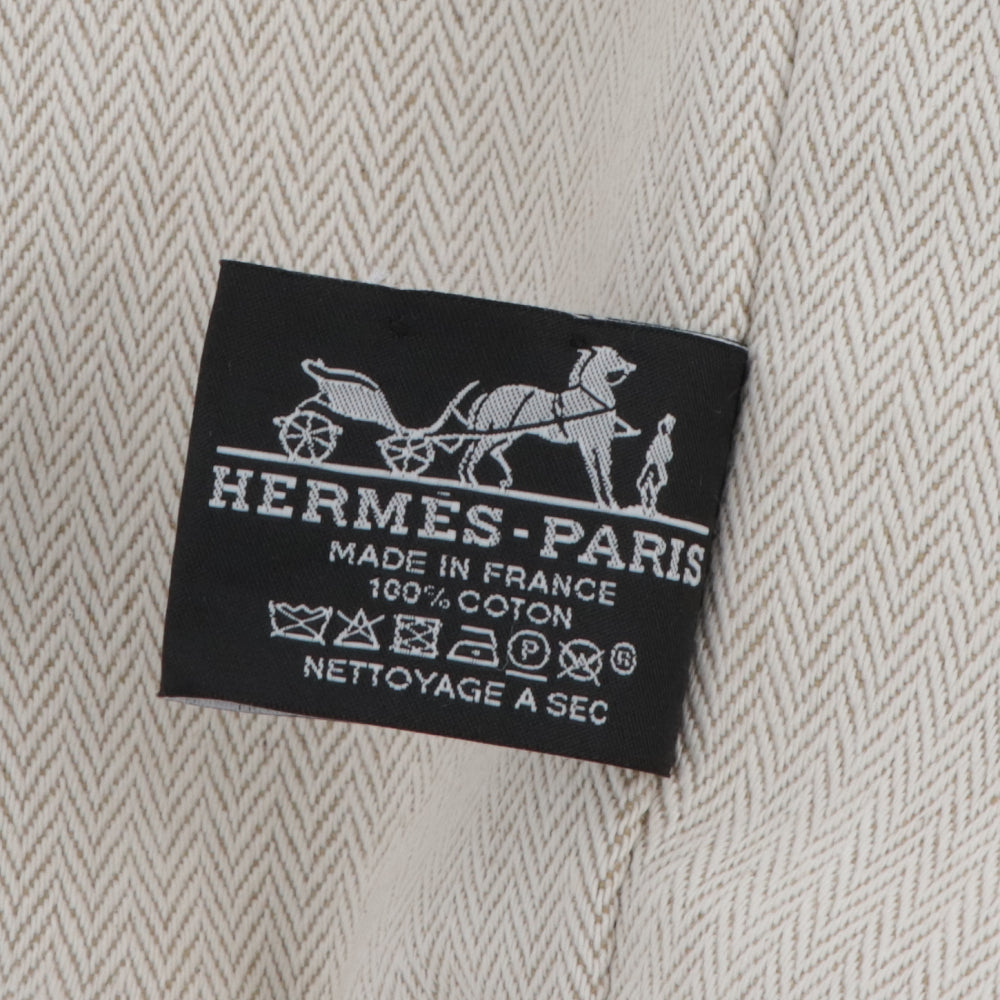 HERMÈS-PARIS
MADE IN FRANCE
100% COTON
P W ®
NETTOYAGE A SEC